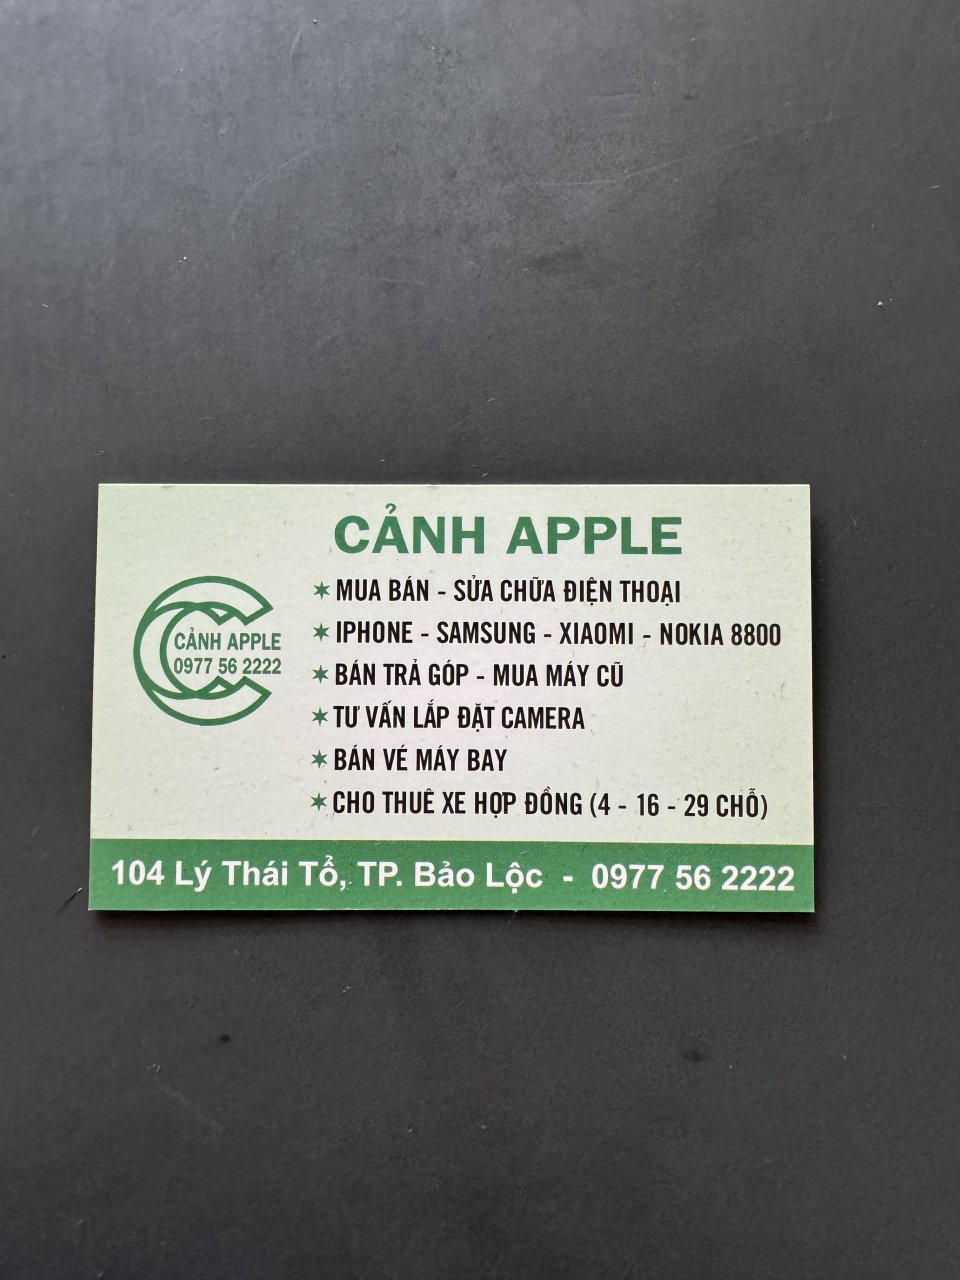 CẢNH APPLE
CẢNH APPLE
0977 56 2222
✶ MUA BÁN - SỬA CHỮA ĐIỆN THOẠI
✶ IPHONE - SAMSUNG - XIAOMI - NOKIA 8800
✶ BÁN TRẢ GÓP - MUA MÁY CŨ
✶ TƯ VẤN LẮP ĐẶT CAMERA
✶ BÁN VÉ MÁY BAY
✶ CHO THUÊ XE HỢP ĐỒNG (4 - 16 - 29 CHỖ)
104 Lý Thái Tổ, TP. Bảo Lộc - 0977 56 2222